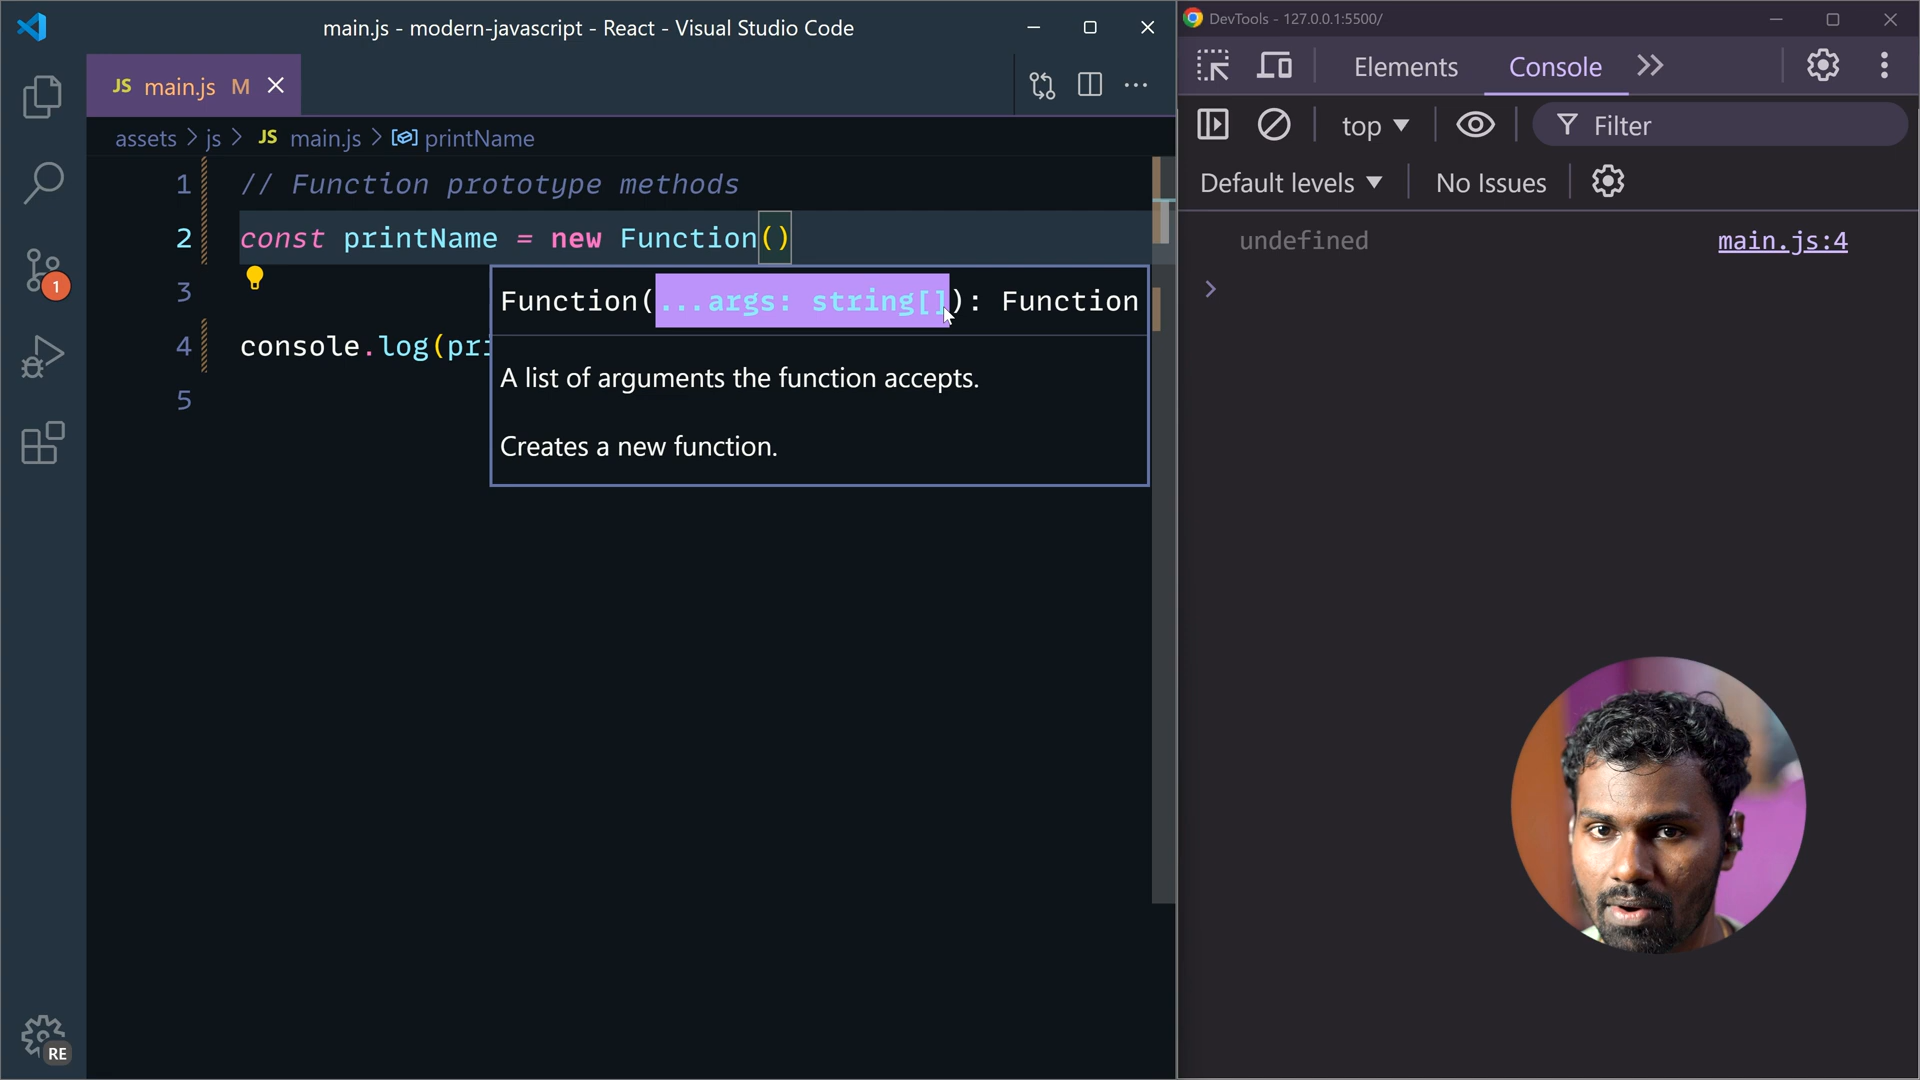 main.js - modern-javascript - React - Visual Studio Code
JS main.js M
assets > js > JS main.js > printName
1 // Function prototype methods
2 const printName = new Function()
3
4 console.log(pri
5
Function(...args: string[]): Function
A list of arguments the function accepts.
Creates a new function.
1
RE
DevTools - 127.0.0.1:5500/
Elements Console
top Filter
Default levels No Issues
undefined main.js:4
>